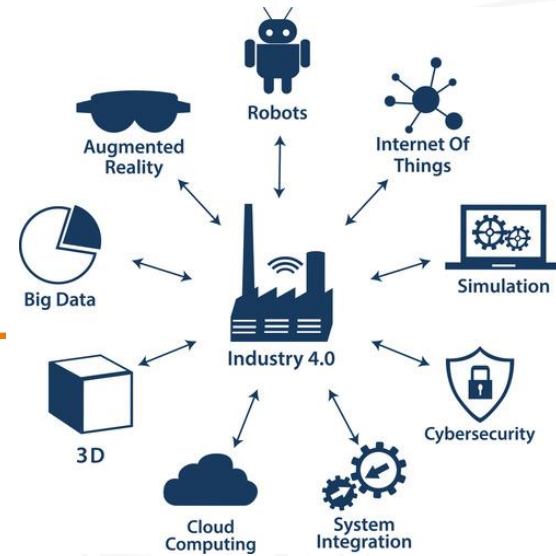 Robots
Augmented
Reality
Internet Of
Things
Big Data
Simulation
Industry 4.0
3D
Cybersecurity
Cloud
Computing
System
Integration